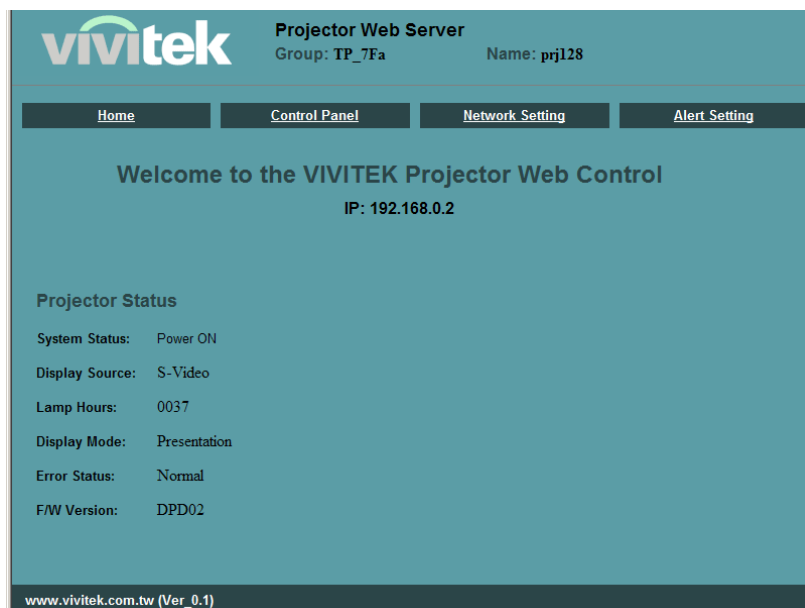 vivitek
Projector Web Server
Group: TP_7Fa Name: prj128
Home Control Panel Network Setting Alert Setting
Welcome to the VIVITEK Projector Web Control
IP: 192.168.0.2
Projector Status
System Status: Power ON
Display Source: S-Video
Lamp Hours: 0037
Display Mode: Presentation
Error Status: Normal
F/W Version: DPD02
www.vivitek.com.tw (Ver_0.1)